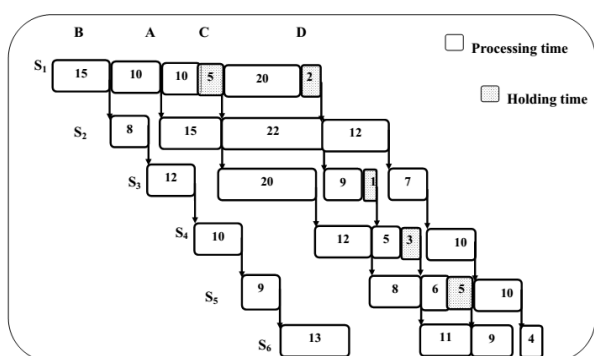 B A C D
Processing time
Holding time
S1 15 10 10 5 20 2
S2 8 15 22 12
S3 12 20 9 1 7
S4 10 12 5 3 10
S5 9 8 6 5 10
S6 13 11 9 4